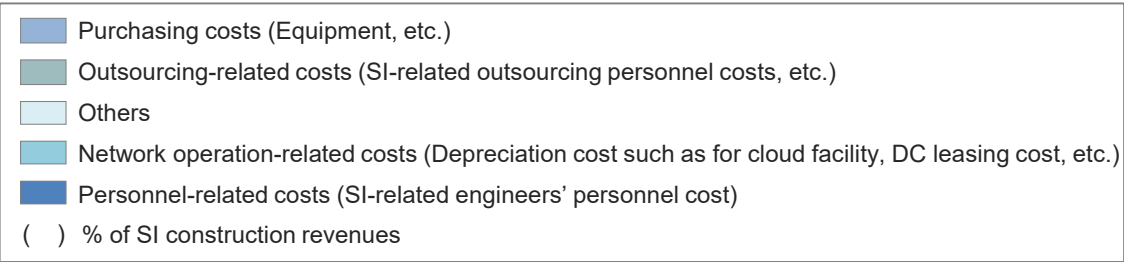 Purchasing costs (Equipment, etc.)
Outsourcing-related costs (SI-related outsourcing personnel costs, etc.)
Others
Network operation-related costs (Depreciation cost such as for cloud facility, DC leasing cost, etc.)
Personnel-related costs (SI-related engineers’ personnel cost)
( ) % of SI construction revenues